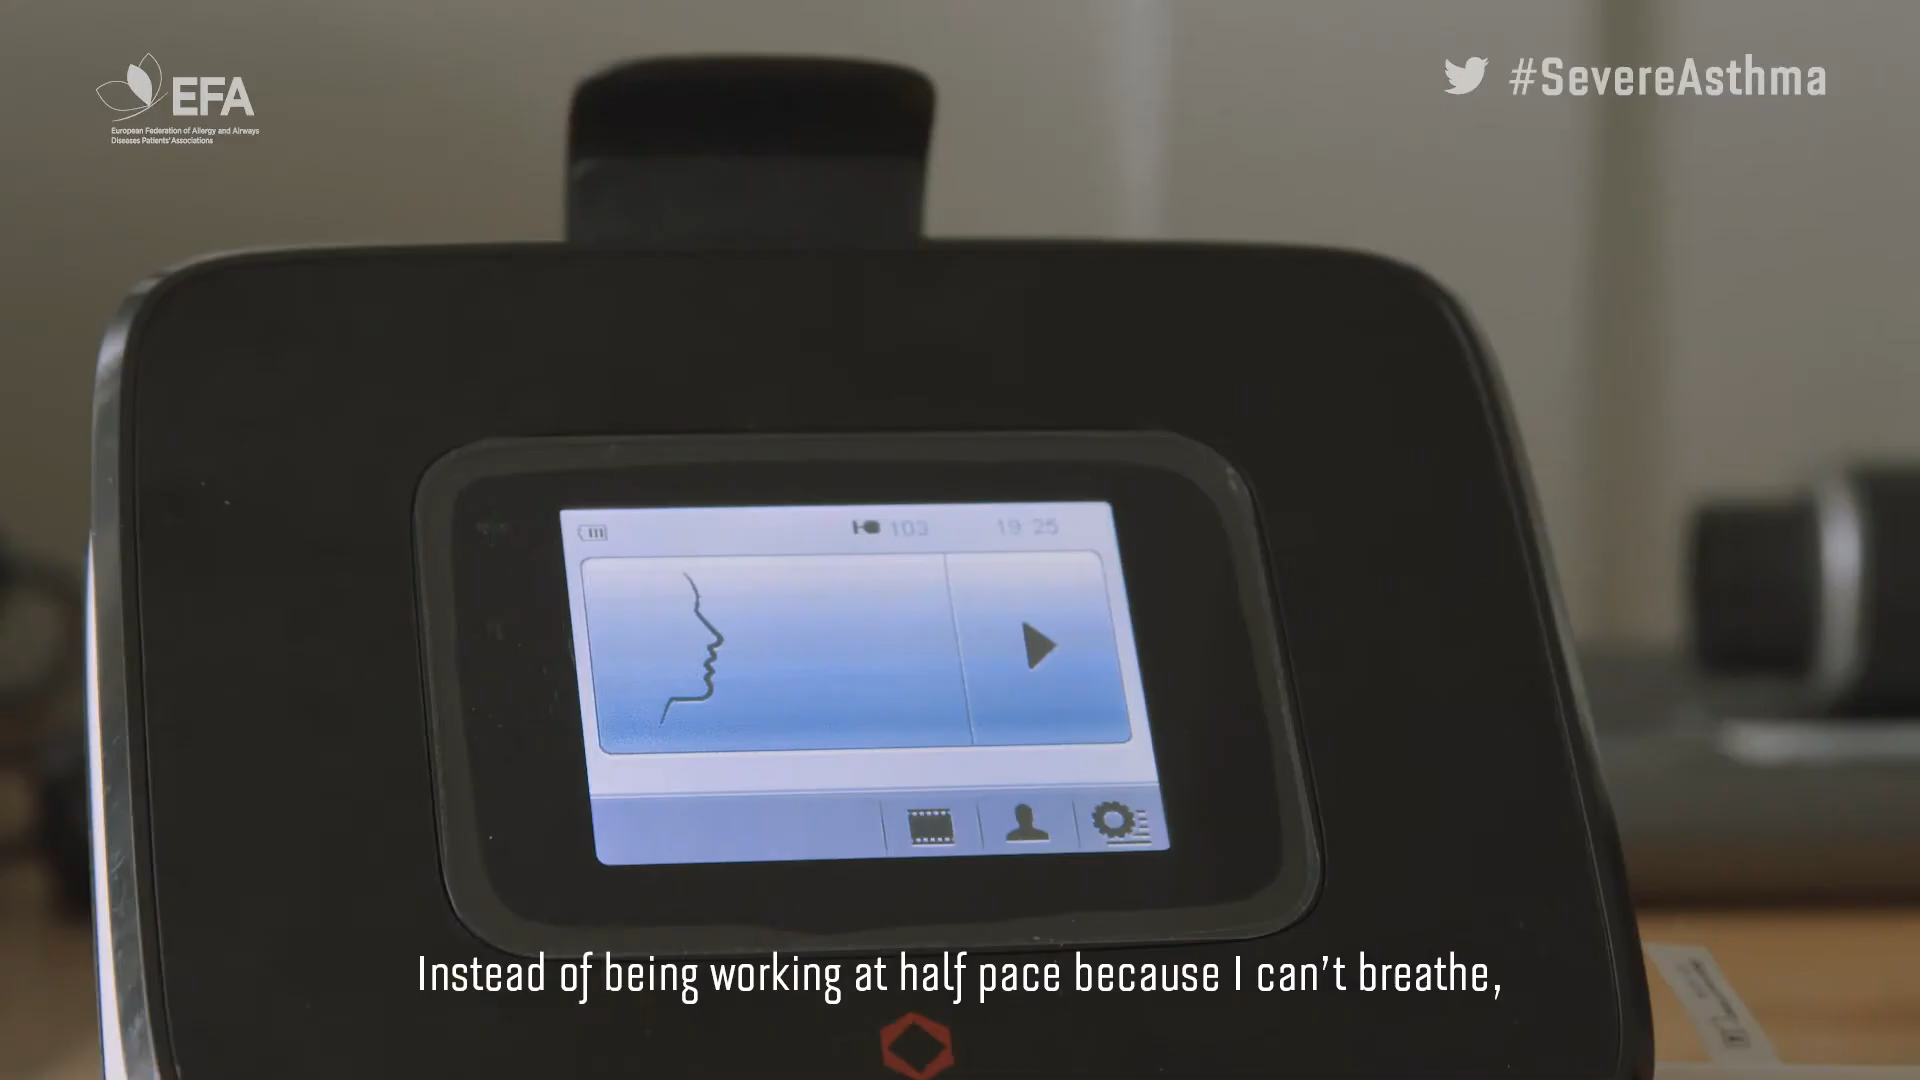 EFA
European Federation of Allergy and Airways
Diseases Patients' Associations
#SevereAsthma
103
19 25
Instead of being working at half pace because I can't breathe,